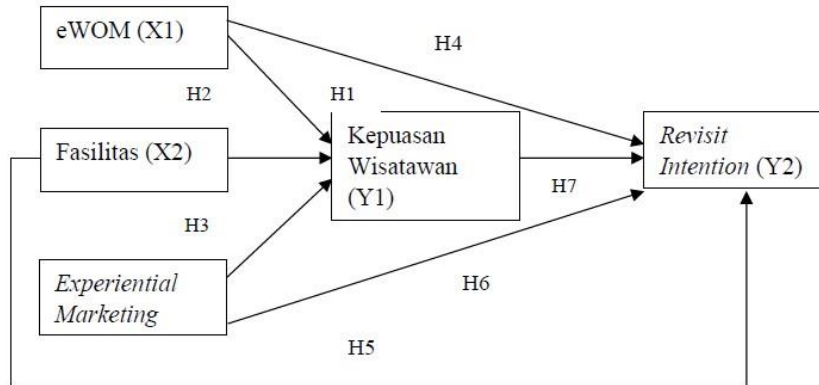 eWOM (X1)
H4
H2
H1
Fasilitas (X2)
Kepuasan
Wisatawan
(Y1)
Revisit
Intention (Y2)
H7
H3
Experiential
Marketing
H6
H5